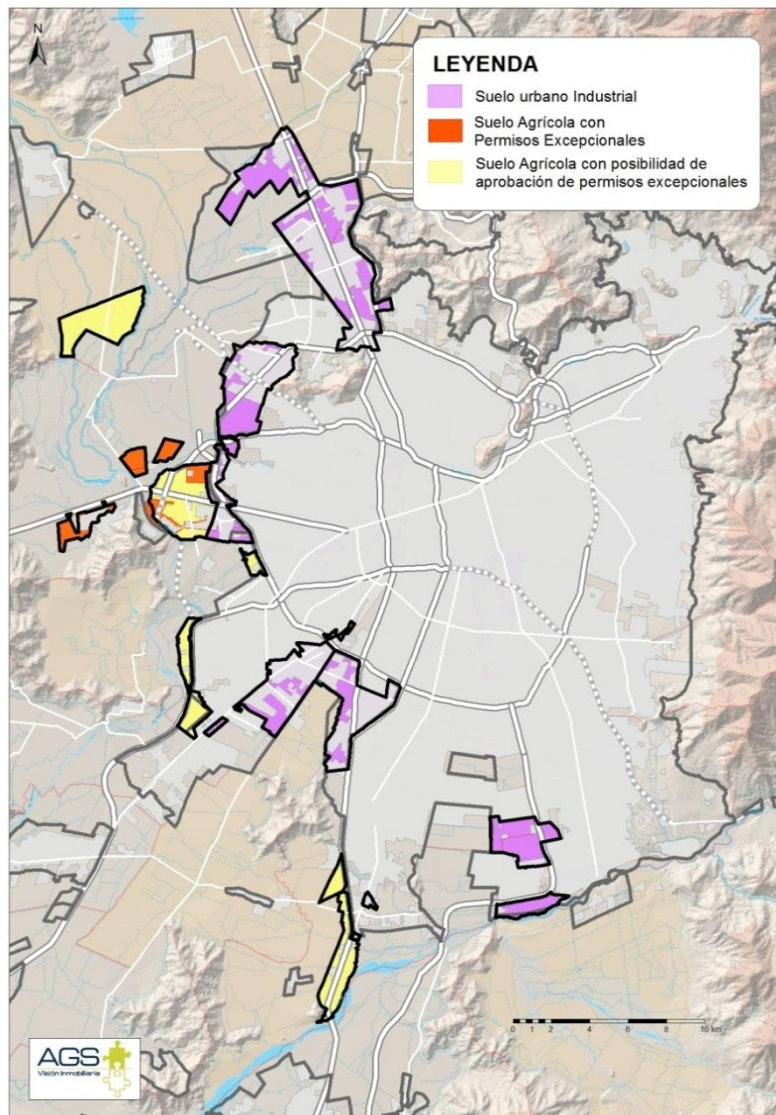 N
LEYENDA
Suelo urbano Industrial
Suelo Agrícola con
Permisos Excepcionales
Suelo Agrícola con posibilidad de
aprobación de permisos excepcionales
0 1 2 4 6 8 10 km
AGS
Visión Inmobiliaria